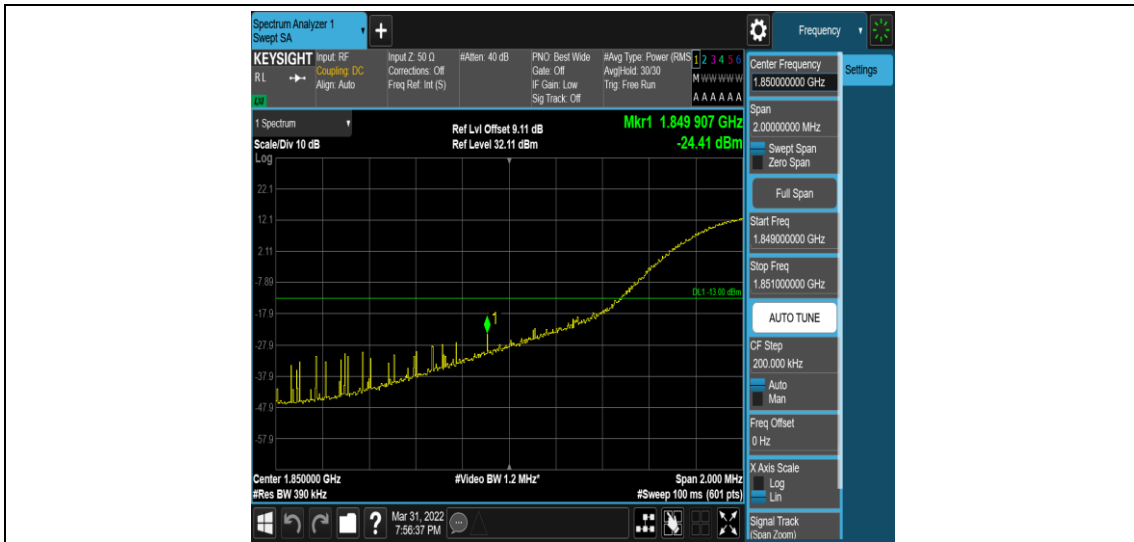 Spectrum Analyzer 1
Swept SA
Frequency
KEYSIGHT
RL
LXI
Input: RF
Coupling: DC
Align: Auto
Input Z: 50 Ω
Corrections: Off
Freq Ref: Int (S)
#Atten: 40 dB
PNO: Best Wide
Gate: Off
IF Gain: Low
Sig Track: Off
#Avg Type: Power (RMS
Avg|Hold: 30/30
Trig: Free Run
1 2 3 4 5 6
M W W W W W
A A A A A A
1 Spectrum
Scale/Div 10 dB
Log
Ref Lvl Offset 9.11 dB
Ref Level 32.11 dBm
Mkr1 1.849 907 GHz
-24.41 dBm
22.1
12.1
2.11
-7.89
-17.9
-27.9
-37.9
-47.9
-57.9
DL1 -13.00 dBm
1
Center 1.850000 GHz
#Res BW 390 kHz
#Video BW 1.2 MHz*
Span 2.000 MHz
#Sweep 100 ms (601 pts)
Center Frequency
1.850000000 GHz
Settings
Span
2.00000000 MHz
Swept Span
Zero Span
Full Span
Start Freq
1.849000000 GHz
Stop Freq
1.851000000 GHz
AUTO TUNE
CF Step
200.000 kHz
Auto
Man
Freq Offset
0 Hz
X Axis Scale
Log
Lin
Signal Track
(Span Zoom)
?
Mar 31, 2022
7:56:37 PM